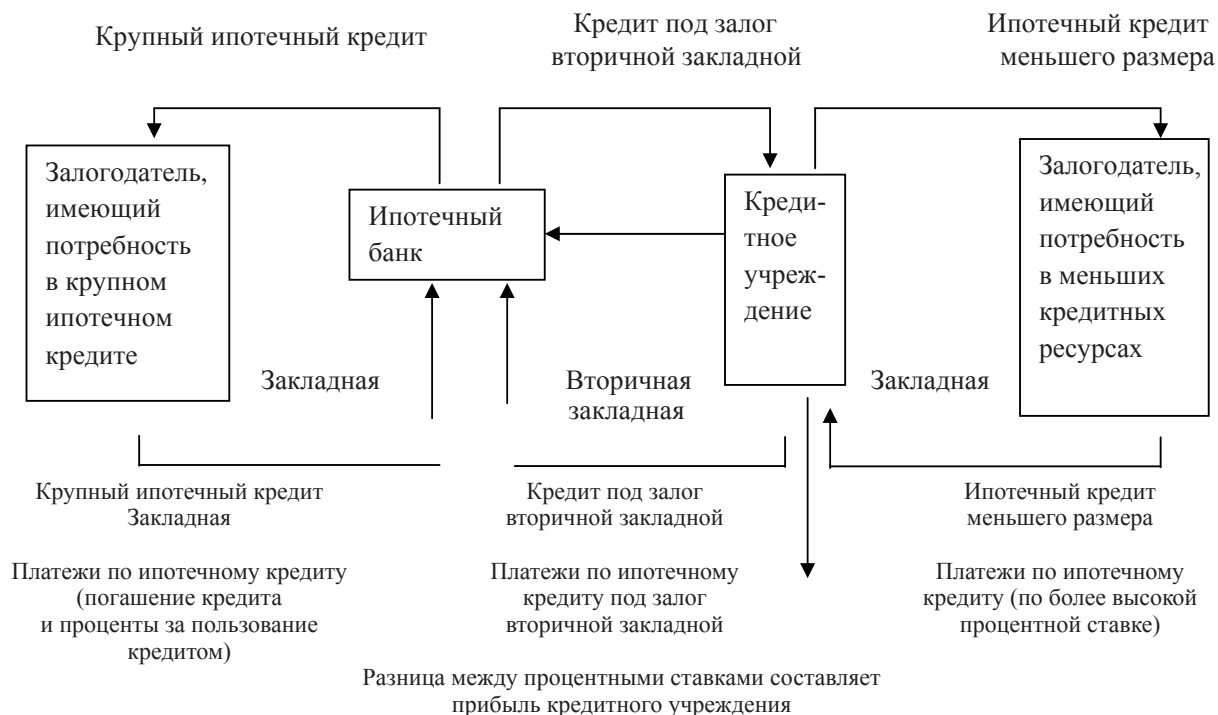 Крупный ипотечный кредит
Кредит под залог
вторичной закладной
Ипотечный кредит
меньшего размера
Залогодатель,
имеющий
потребность
в крупном
ипотечном
кредите
Ипотечный
банк
Креди-
тное
учреж-
дение
Залогодатель,
имеющий
потребность
в меньших
кредитных
ресурсах
Закладная
Вторичная
закладная
Закладная
Крупный ипотечный кредит
Закладная
Кредит под залог
вторичной закладной
Ипотечный кредит
меньшего размера
Платежи по ипотечному кредиту
(погашение кредита
и проценты за пользование
кредитом)
Платежи по ипотечному
кредиту под залог
вторичной закладной
Платежи по ипотечному
кредиту (по более высокой
процентной ставке)
Разница между процентными ставками составляет
прибыль кредитного учреждения